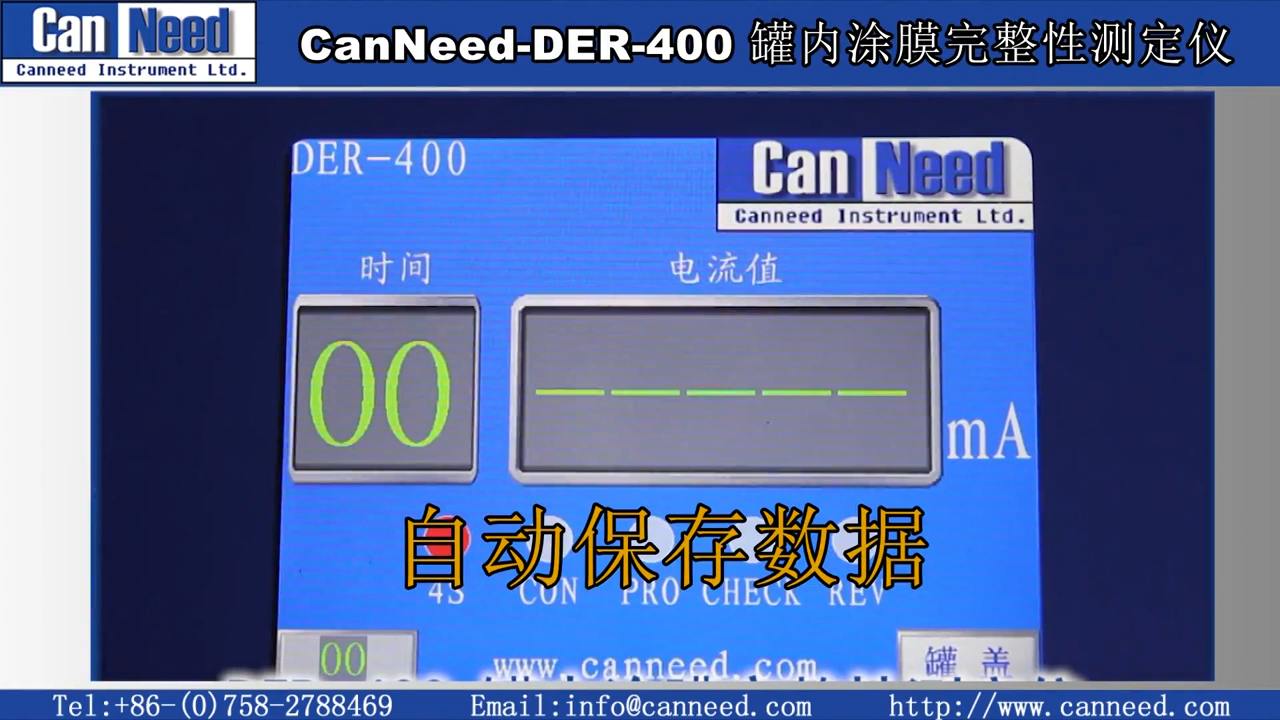 Can Need
Canneed Instrument Ltd.
CanNeed-DER-400 罐内涂膜完整性测定仪
DER-400
Can Need
Canneed Instrument Ltd.
时间
电流值
00
-----
mA
自动保存数据
4S CON PRO CHECK REV
00
www.canneed.com
罐 盖
Tel:+86-(0)758-2788469
Email:info@canneed.com
http://www.canneed.com